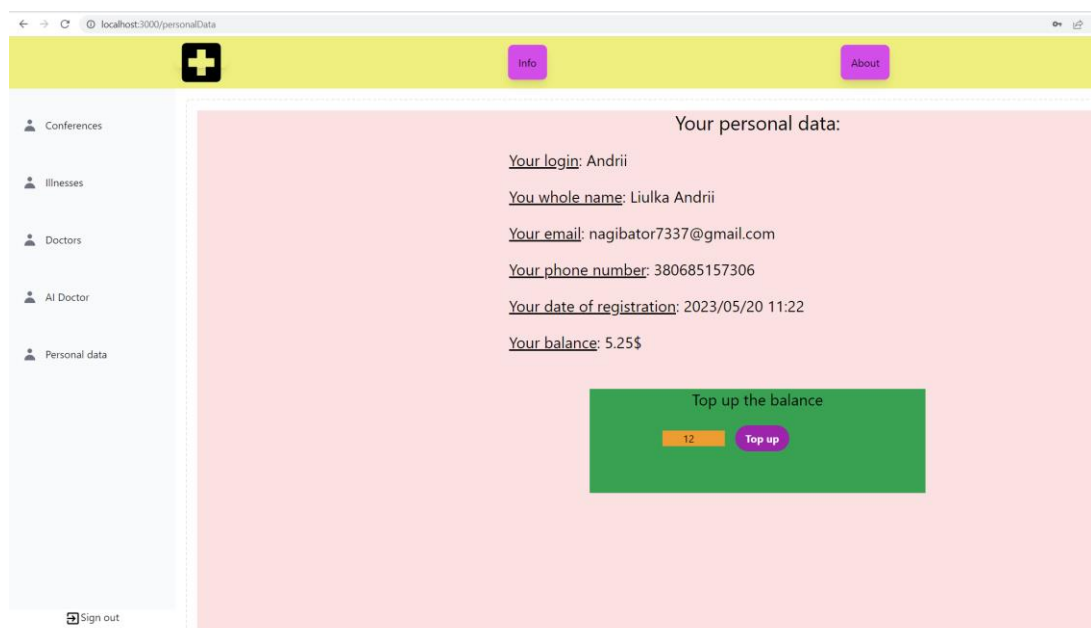 localhost:3000/personalData
Info
About
Conferences
Illnesses
Doctors
AI Doctor
Personal data
Sign out
Your personal data:
Your login: Andrii
You whole name: Liulka Andrii
Your email: nagibator7337@gmail.com
Your phone number: 380685157306
Your date of registration: 2023/05/20 11:22
Your balance: 5.25$
Top up the balance
12 Top up